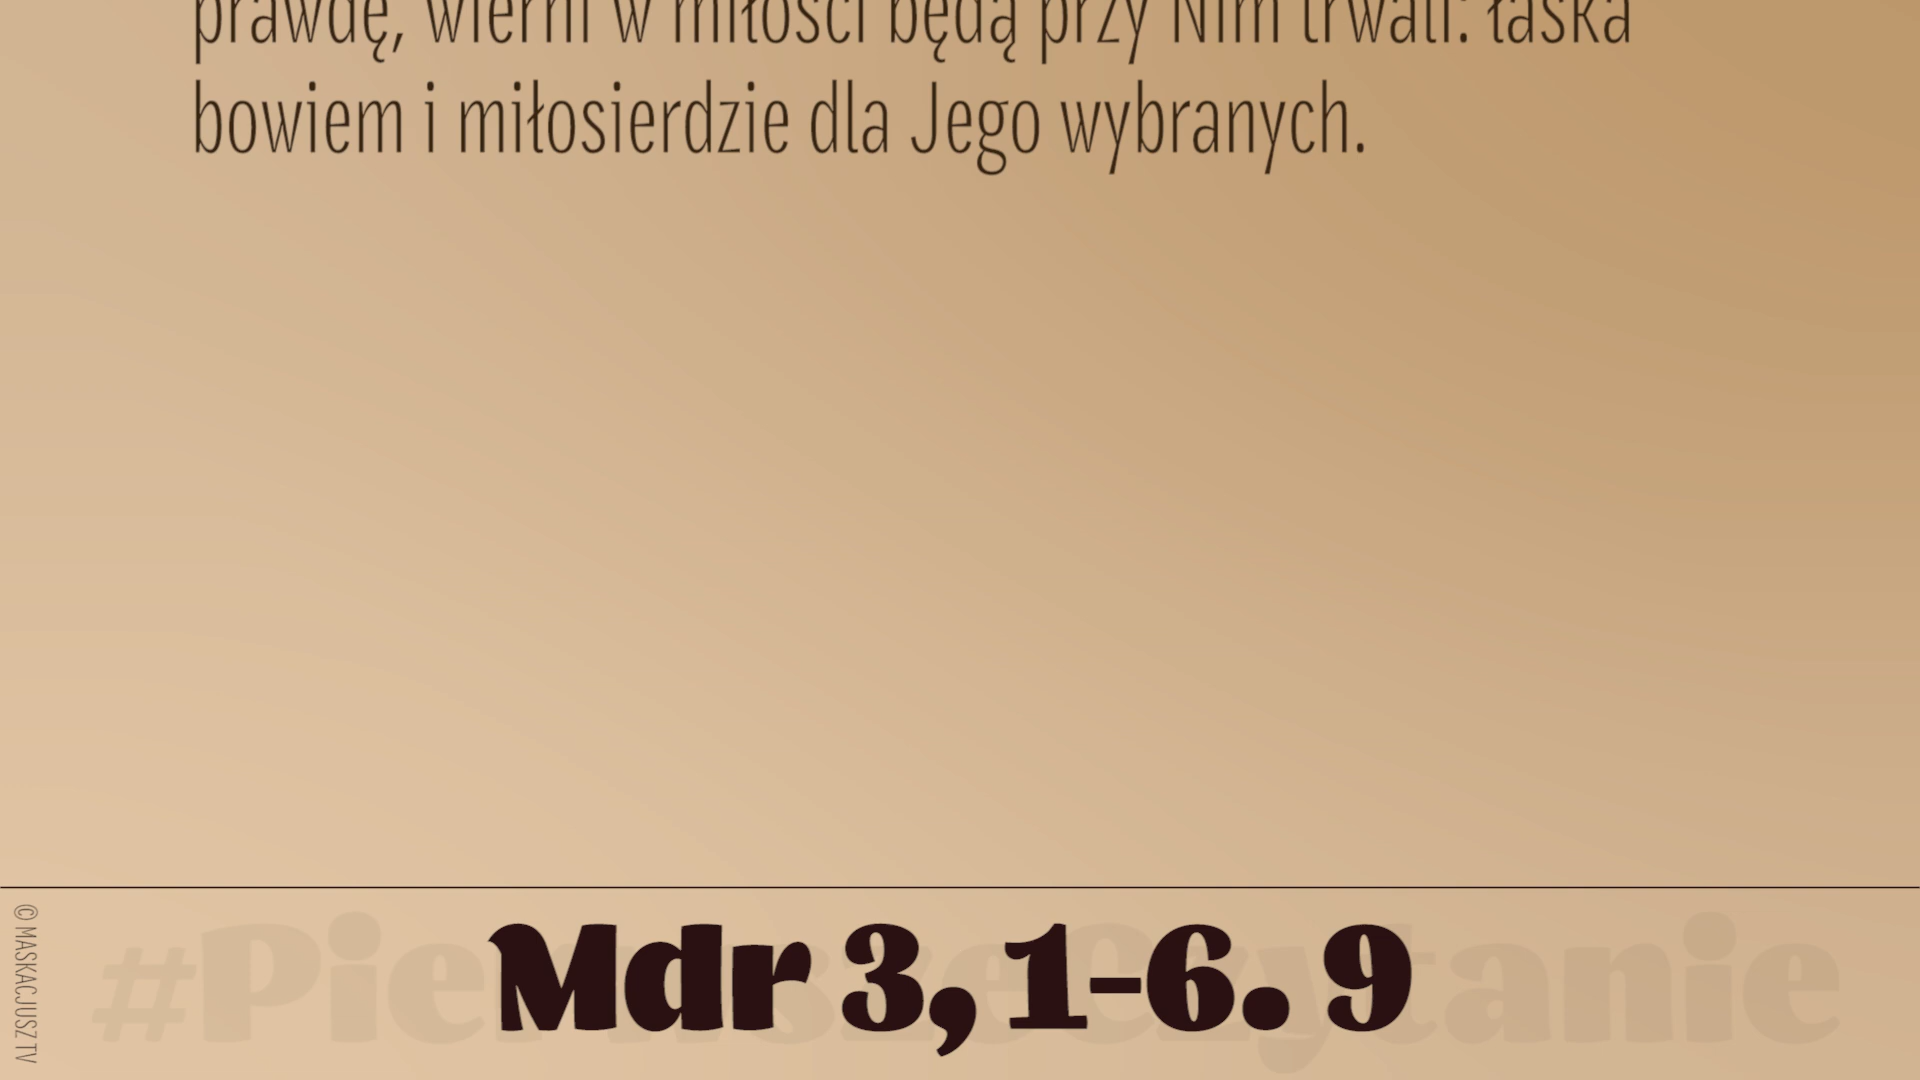 prawdę, wierni w miłości będą przy Nim trwali: łaska
bowiem i miłosierdzie dla Jego wybranych.
#PierwszeCzytanie
Mdr 3, 1-6. 9
© MASKACJUSZ TV